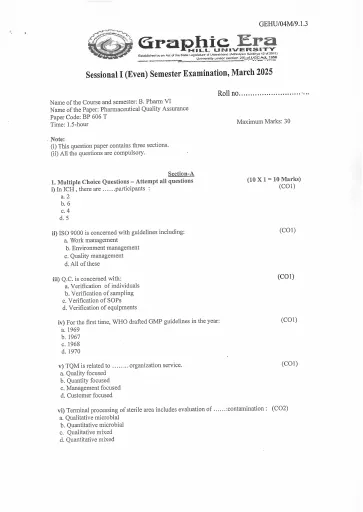 GEHU/04M/9.1.3
Graphic Era
HILL UNIVERSITY
Sessional I (Even) Semester Examination, March 2025
Roll no..............................
Name of the Course and semester: B. Pharm VI
Name of the Paper: Pharmaceutical Quality Assurance
Paper Code: BP 606 T
Time: 1.5-hour Maximum Marks: 30
Note:
(i) This question paper contains three sections.
(ii) All the questions are compulsory.
Section-A
1. Multiple Choice Questions – Attempt all questions (10 X 1 = 10 Marks)
i) In ICH , there are ......participants : (CO1)
a. 2
b. 6
c. 4
d. 5
ii) ISO 9000 is concerned with guidelines including: (CO1)
a. Work management
b. Environment management
c. Quality management
d. All of these
iii) Q.C. is concerned with: (CO1)
a. Verification of individuals
b. Verification of sampling
c. Verification of SOPs
d. Verification of equipments
iv) For the first time, WHO drafted GMP guidelines in the year: (CO1)
a. 1969
b. 1967
c. 1968
d. 1970
v) TQM is related to ........ organization service. (CO1)
a. Quality focused
b. Quantity focused
c. Management focused
d. Customer focused
vi) Terminal processing of sterile area includes evaluation of ......contamination : (CO2)
a. Qualitative microbial
b. Quantitative microbial
c. Qualitative mixed
d. Quantitative mixed